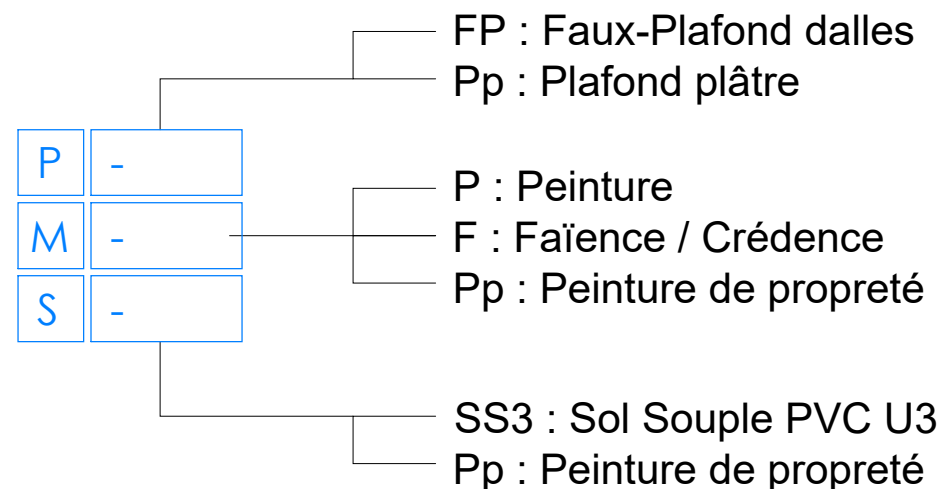 FP : Faux-Plafond dalles
Pp : Plafond plâtre
P -
P : Peinture
M -
F : Faïence / Crédence
Pp : Peinture de propreté
S -
SS3 : Sol Souple PVC U3
Pp : Peinture de propreté